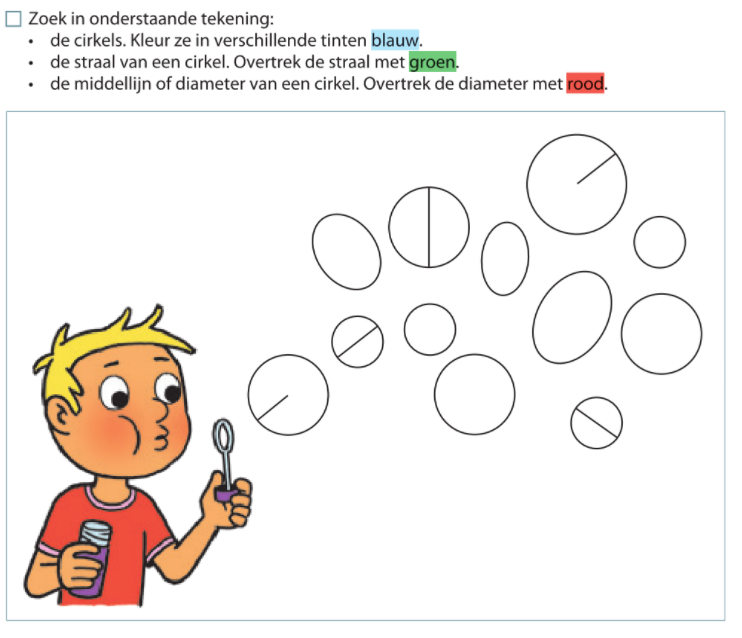 Zoek in onderstaande tekening:
• de cirkels. Kleur ze in verschillende tinten blauw.
• de straal van een cirkel. Overtrek de straal met groen.
• de middellijn of diameter van een cirkel. Overtrek de diameter met rood.